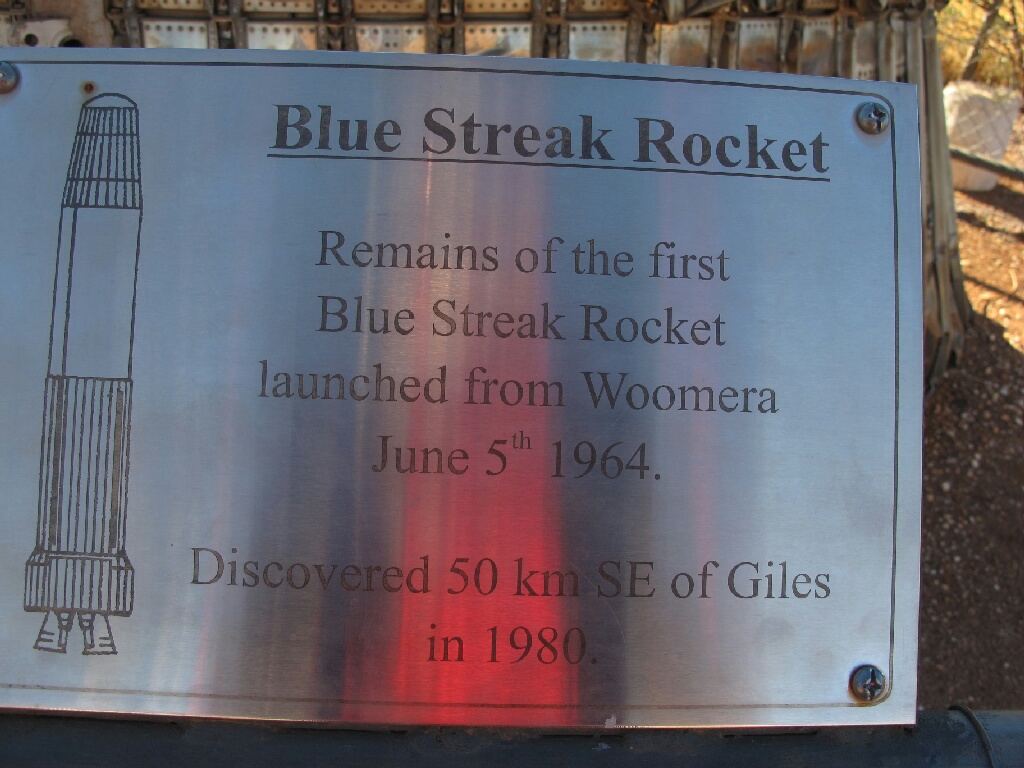 Blue Streak Rocket
Remains of the first
Blue Streak Rocket
launched from Woomera
June 5th 1964.
Discovered 50 km SE of Giles
in 1980.